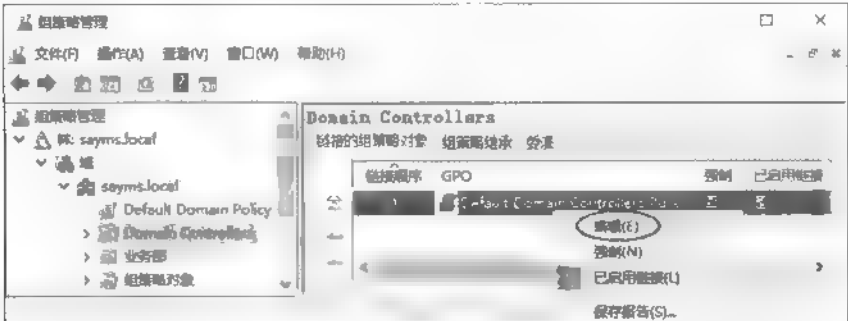 组策略管理
文件(F) 操作(A) 查看(V) 窗口(W) 帮助(H)
组策略管理
林: sayms.local
域
sayms.local
Default Domain Policy
Domain Controllers
业务部
组策略对象
Domain Controllers
链接的组策略对象 组策略继承 委派
链接顺序 GPO 强制 已启用链接
1 Default Domain Controllers Poli...
编辑(E)
强制(N)
已启用链接(L)
保存报告(S)...